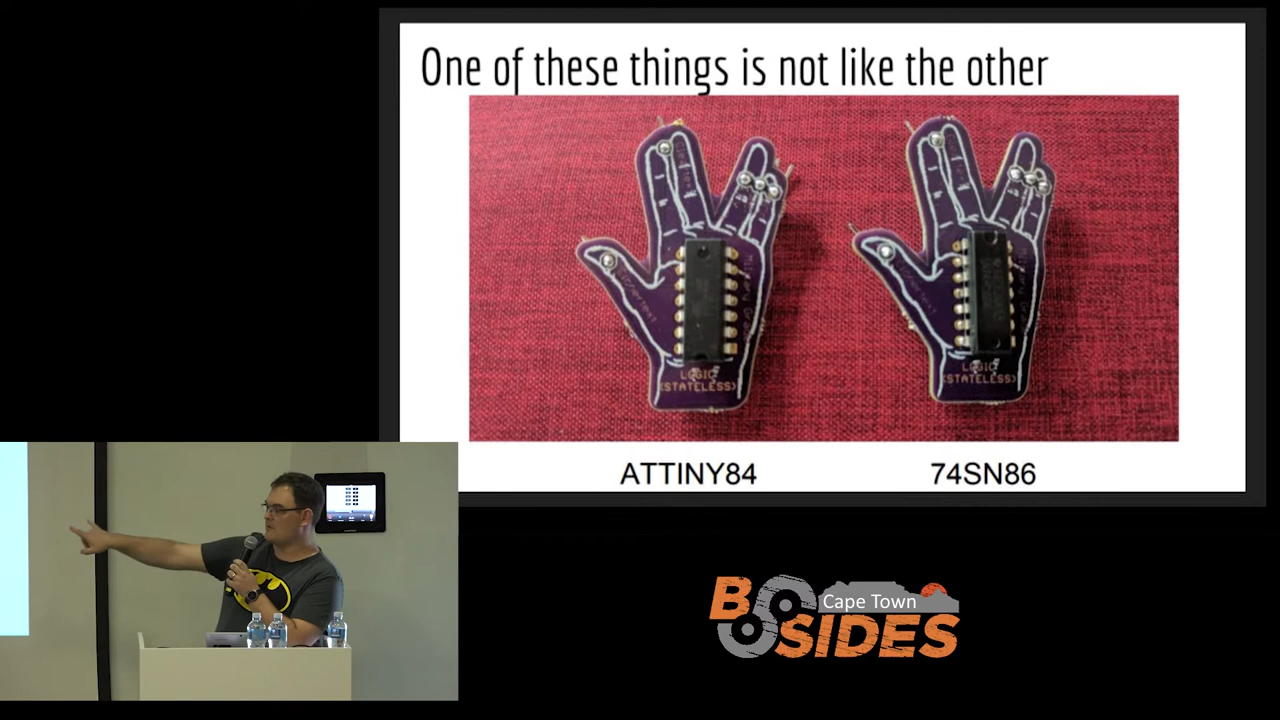 One of these things is not like the other
LOGIC
(STATELESS)
LOGIC
(STATELESS)
ATTINY84
74SN86
BSIDES
Cape Town